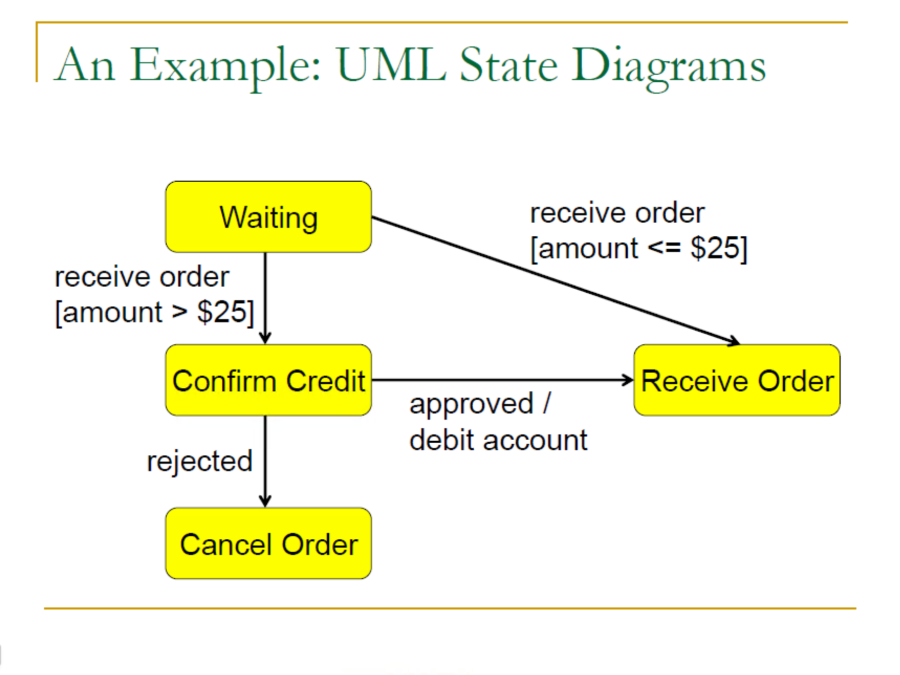 An Example: UML State Diagrams
Waiting
receive order
[amount <= $25]
receive order
[amount > $25]
Confirm Credit
Receive Order
approved /
debit account
rejected
Cancel Order